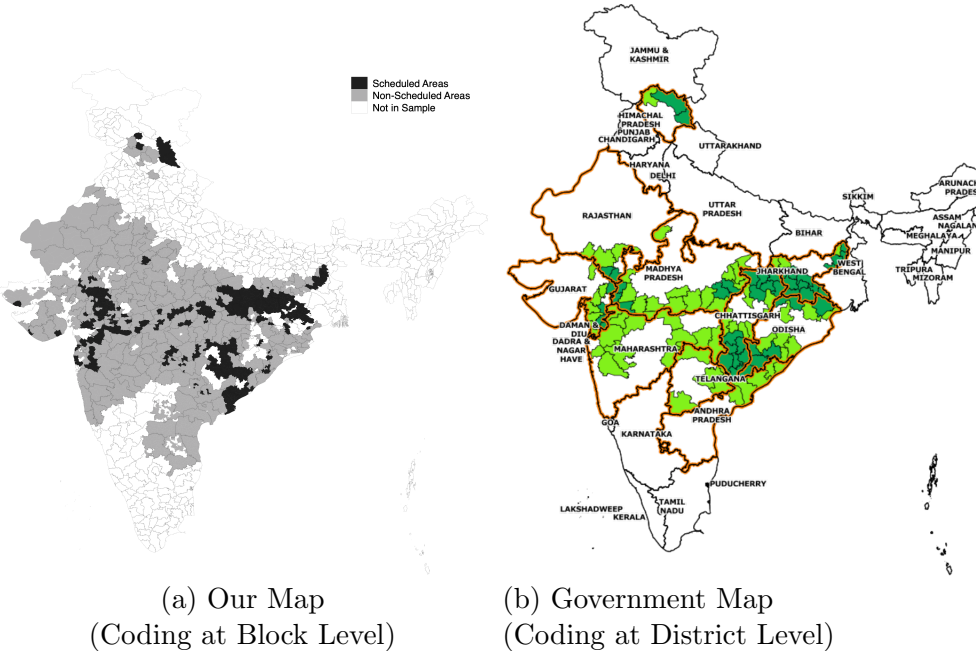 Scheduled Areas
Non-Scheduled Areas
Not in Sample
JAMMU &
KASHMIR
HIMACHAL
PRADESH
PUNJAB
CHANDIGARH
UTTARAKHAND
HARYANA
DELHI
RAJASTHAN
UTTAR
PRADESH
BIHAR
SIKKIM
ARUNAC
PRADES
ASSAM
NAGALAN
MEGHALAYA
MANIPUR
TRIPURA
MIZORAM
WEST
BENGAL
JHARKHAND
MADHYA
PRADESH
GUJARAT
CHHATTISGARH
ODISHA
DAMAN &
DIU
DADRA &
NAGAR
HAVE
MAHARASHTRA
TELANGANA
ANDHRA
PRADESH
GOA
KARNATAKA
PUDUCHERRY
TAMIL
NADU
LAKSHADWEEP
KERALA
(a) Our Map
(Coding at Block Level)
(b) Government Map
(Coding at District Level)